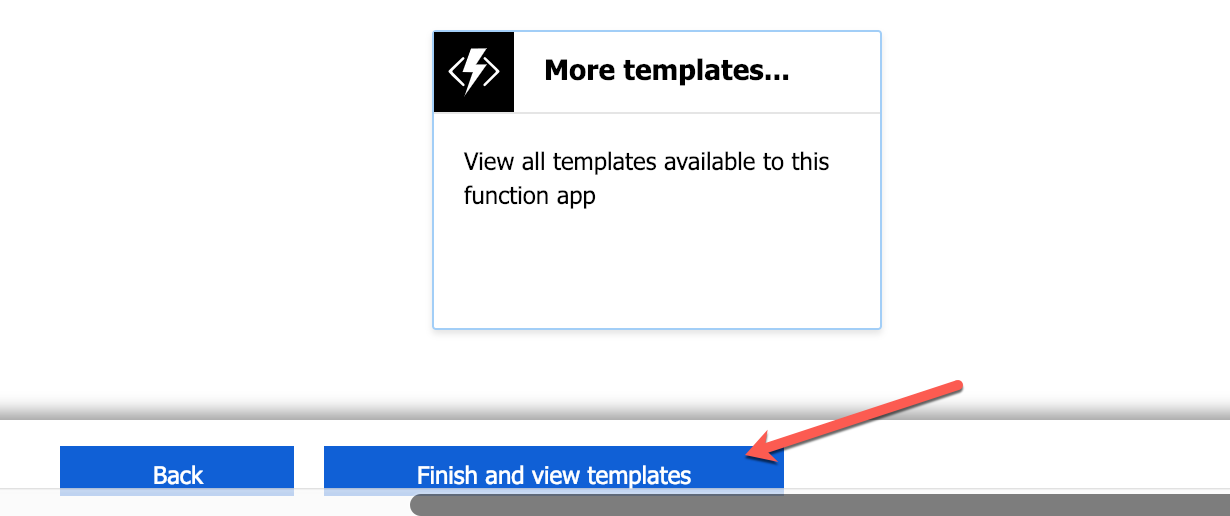 More templates...
View all templates available to this
function app
Back
Finish and view templates